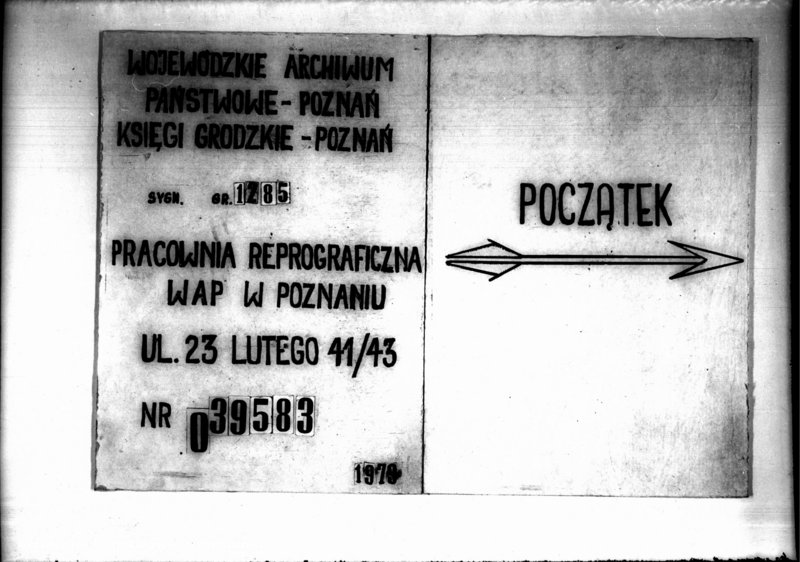 WOJEWÓDZKIE ARCHIWUM
PAŃSTWOWE - POZNAŃ
KSIĘGI GRODZKIE - POZNAŃ
SYGN. GR. 1285
PRACOWNIA REPROGRAFICZNA
WAP W POZNANIU
UL. 23 LUTEGO 41/43
NR 039583
1978
POCZĄTEK